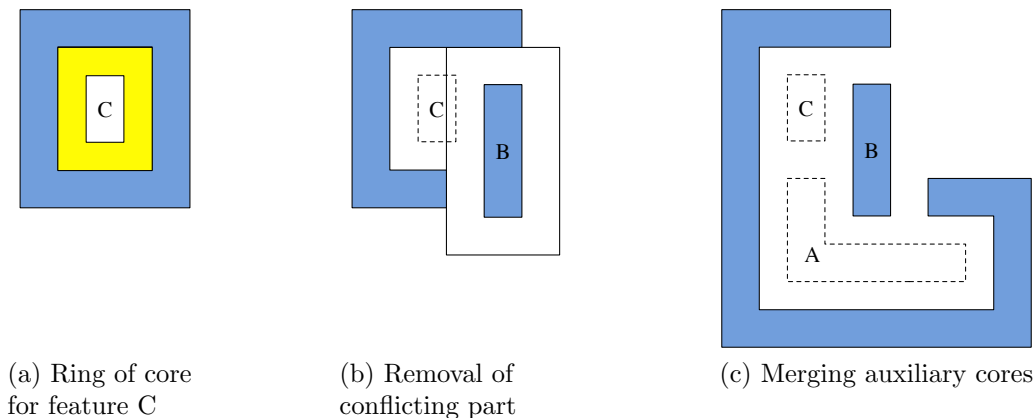 C
C
B
C
B
A
(a) Ring of core
for feature C
(b) Removal of
conflicting part
(c) Merging auxiliary cores